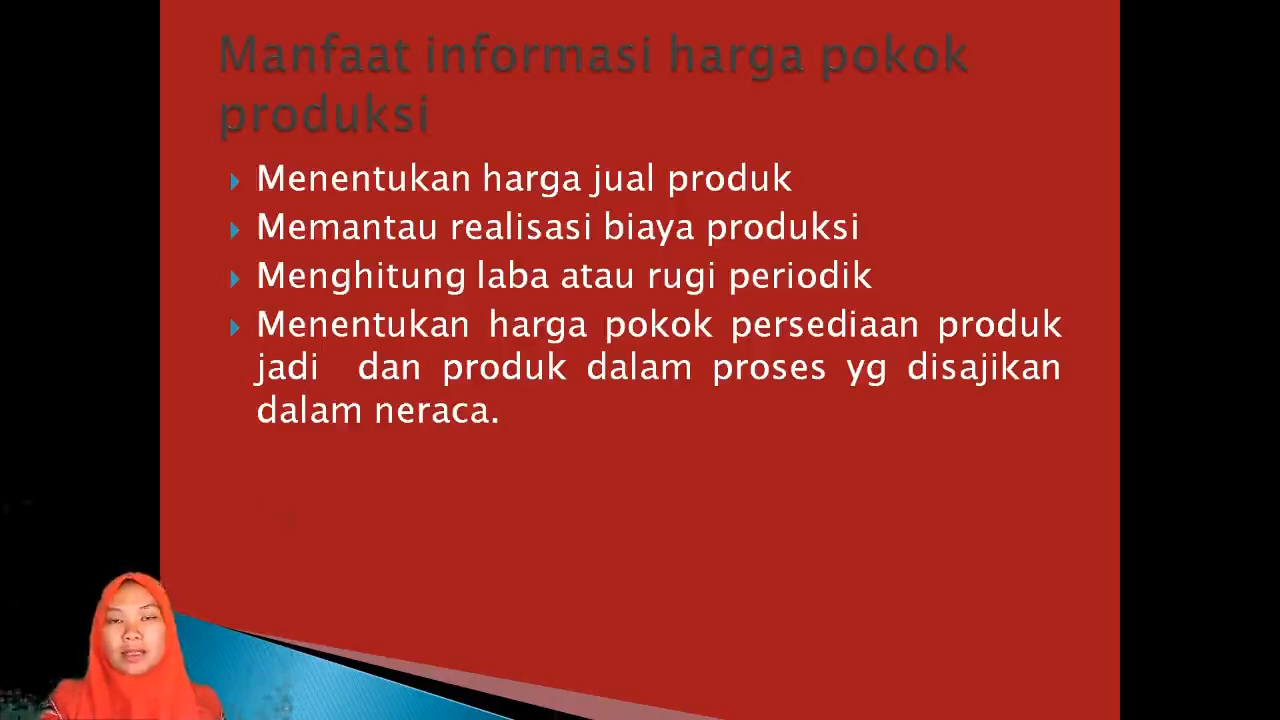 Manfaat informasi harga pokok
produksi
Menentukan harga jual produk
Memantau realisasi biaya produksi
Menghitung laba atau rugi periodik
Menentukan harga pokok persediaan produk
jadi dan produk dalam proses yg disajikan
dalam neraca.